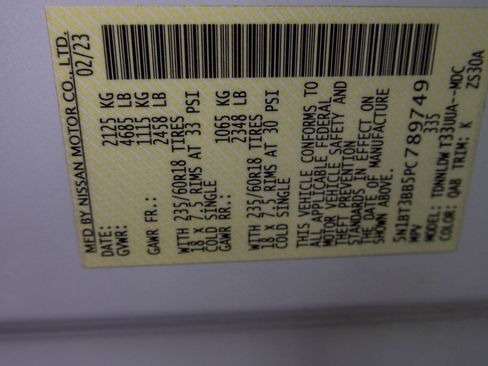 MFD BY NISSAN MOTOR CO., LTD.
DATE: 02/23
GVWR: 2125 KG
4685 LB
GAWR FR.: 1115 KG
2458 LB
WITH 235/60R18 TIRES
18 X 7.5 RIMS AT 33 PSI
COLD SINGLE
GAWR RR.: 1065 KG
2348 LB
WITH 235/60R18 TIRES
18 X 7.5 RIMS AT 30 PSI
COLD SINGLE
THIS VEHICLE CONFORMS TO
ALL APPLICABLE FEDERAL
MOTOR VEHICLE SAFETY AND
THEFT PREVENTION
STANDARDS IN EFFECT ON
THE DATE OF MANUFACTURE
SHOWN ABOVE.
5N1BT3BB5PC789749
MPV 335
MODEL: TDNNLDWT33UUA--MDC
COLOR: QAB TRIM: K ZS30A